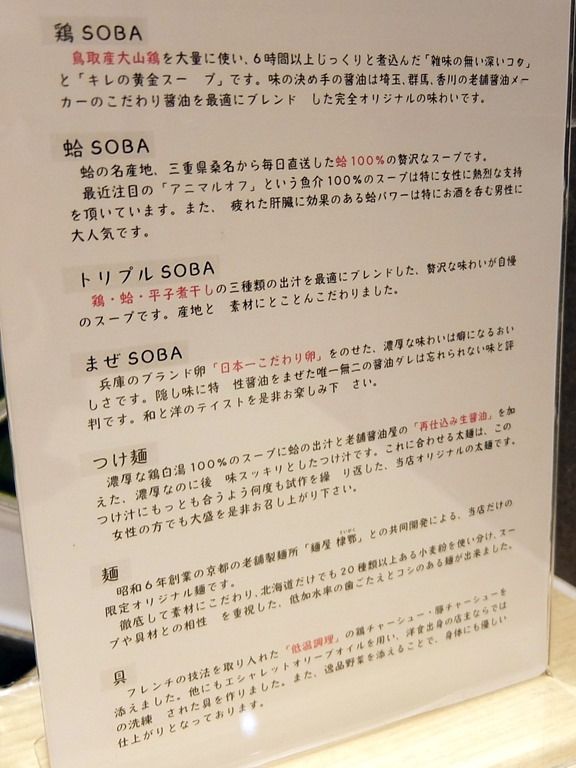 鶏SOBA
鳥取産大山鶏を大量に使い、6時間以上じっくりと煮込んだ「雑味の無い深いコク」
と「キレの黄金スープ」です。味の決め手の醤油は埼玉、群馬、香川の老舗醤油メー
カーのこだわり醤油を最適にブレンド した完全オリジナルの味わいです。
蛤SOBA
蛤の名産地、三重県桑名から毎日直送した蛤100%の贅沢なスープです。
最近注目の「アニマルオフ」という魚介100%のスープは特に女性に熱烈な支持
を頂いています。また、 疲れた肝臓に効果のある蛤パワーは特にお酒を呑む男性に
大人気です。
トリプルSOBA
鶏・蛤・平子煮干しの三種類の出汁を最適にブレンドした、贅沢な味わいが自慢
のスープです。産地と 素材にとことんこだわりました。
まぜSOBA
兵庫のブランド卵「日本一こだわり卵」をのせた、濃厚な味わいは癖になるおい
しさです。隠し味に特 性醤油をまぜた唯一無二の醤油ダレは忘れられない味と評
判です。和と洋のテイストを是非お楽しみ下 さい。
つけ麺
濃厚な鶏白湯100%のスープに蛤の出汁と老舗醤油屋の「再仕込み生醤油」を加
えた、濃厚なのに後 味スッキリとしたつけ汁です。これに合わせる太麺は、この
つけ汁にもっとも合うよう何度も試作を繰 り返した、当店オリジナルの太麺です。
女性の方でも大盛を是非お召し上がり下さい。
麺
昭和6年創業の京都の老舗製麺所「麺屋 棣鄂」との共同開発による、当店だけの
限定オリジナル麺です。
徹底して素材にこだわり、北海道だけでも20種類以上ある小麦粉を使い分け、スー
プや具材との相性 を重視した、低加水率の歯ごたえとコシのある麺が出来ました。
具
フレンチの技法を取り入れた「低温調理」の鶏チャーシュー・豚チャーシューを
添えました。他にもエシャレットオリーブオイルを用い、洋食出身の店主ならでは
の洗練 された具を作りました。また、逸品野菜を添えることで、身体にも優しい
仕上がりとなっております。